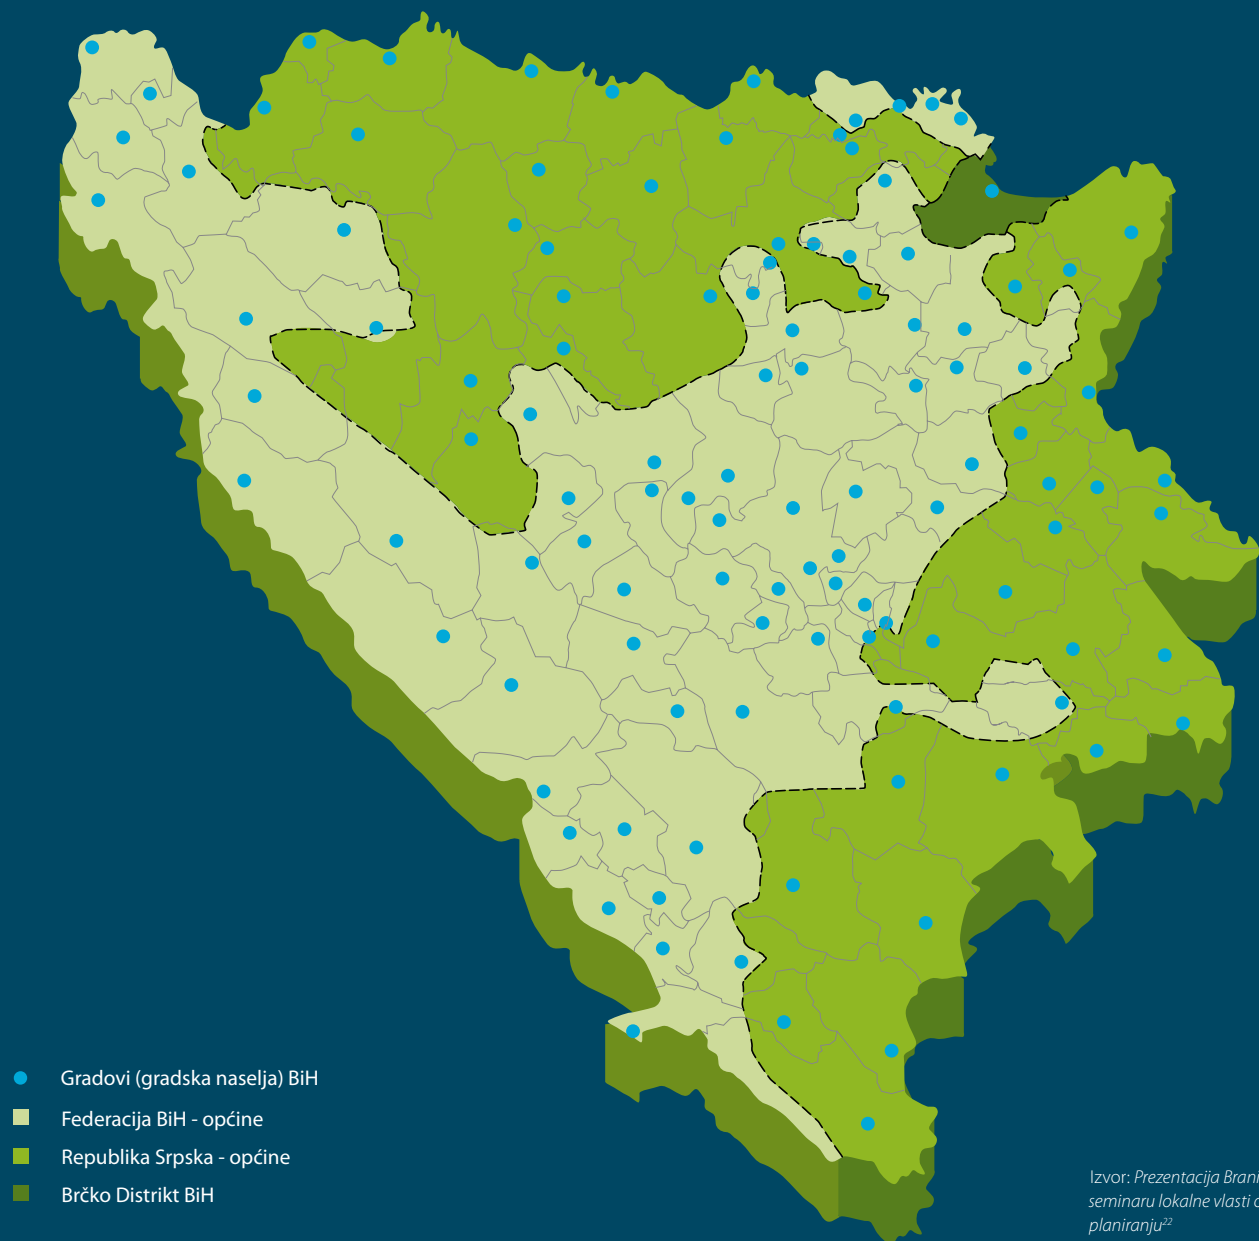 Gradovi (gradska naselja) BiH
Federacija BiH - općine
Republika Srpska - općine
Brčko Distrikt BiH
Izvor: Prezentacija
seminaru lokalne vlasti
planiranju²²